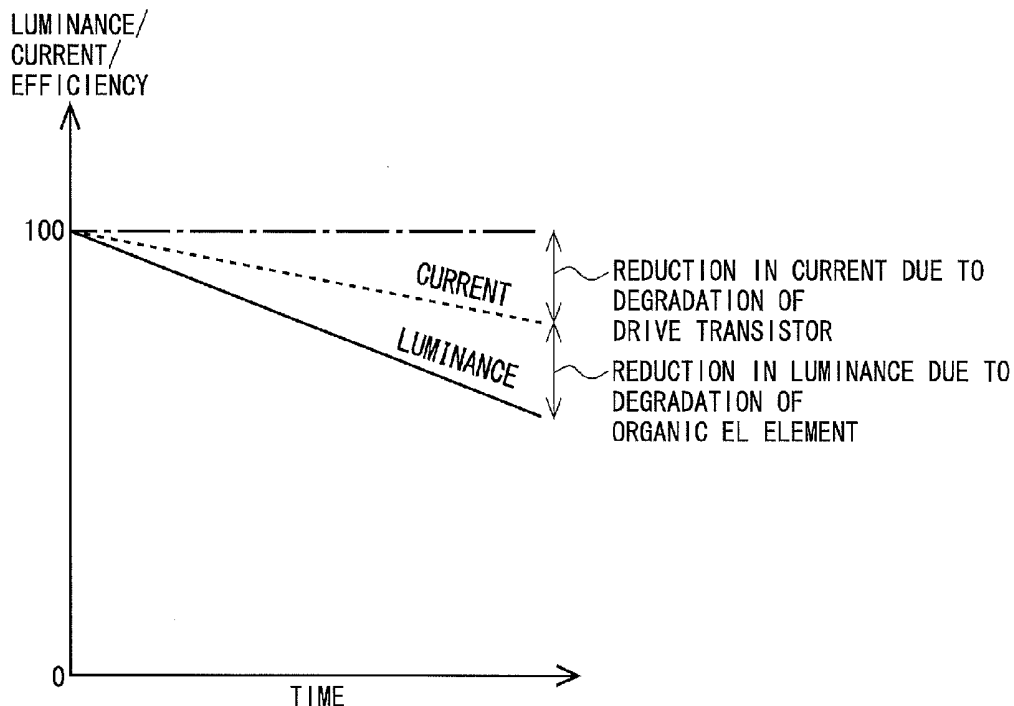 LUMINANCE/
CURRENT/
EFFICIENCY
100
CURRENT
LUMINANCE
REDUCTION IN CURRENT DUE TO
DEGRADATION OF
DRIVE TRANSISTOR
REDUCTION IN LUMINANCE DUE TO
DEGRADATION OF
ORGANIC EL ELEMENT
0
TIME